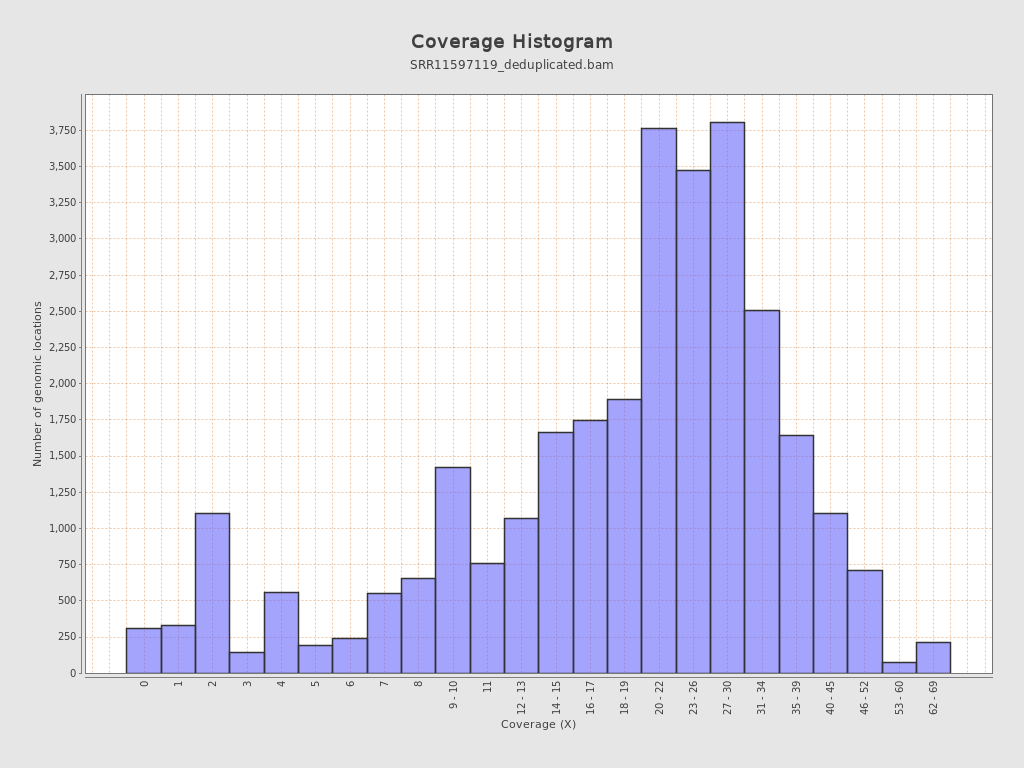 Coverage Histogram
SRR11597119_deduplicated.bam
3,750
3,500
3,250
3,000
2,750
2,500
2,250
2,000
1,750
1,500
1,250
1,000
750
500
250
0
Number of genomic locations
0
1
2
3
4
5
6
7
8
9 - 10
11
12 - 13
14 - 15
16 - 17
18 - 19
20 - 22
23 - 26
27 - 30
31 - 34
35 - 39
40 - 45
46 - 52
53 - 60
62 - 69
Coverage (X)